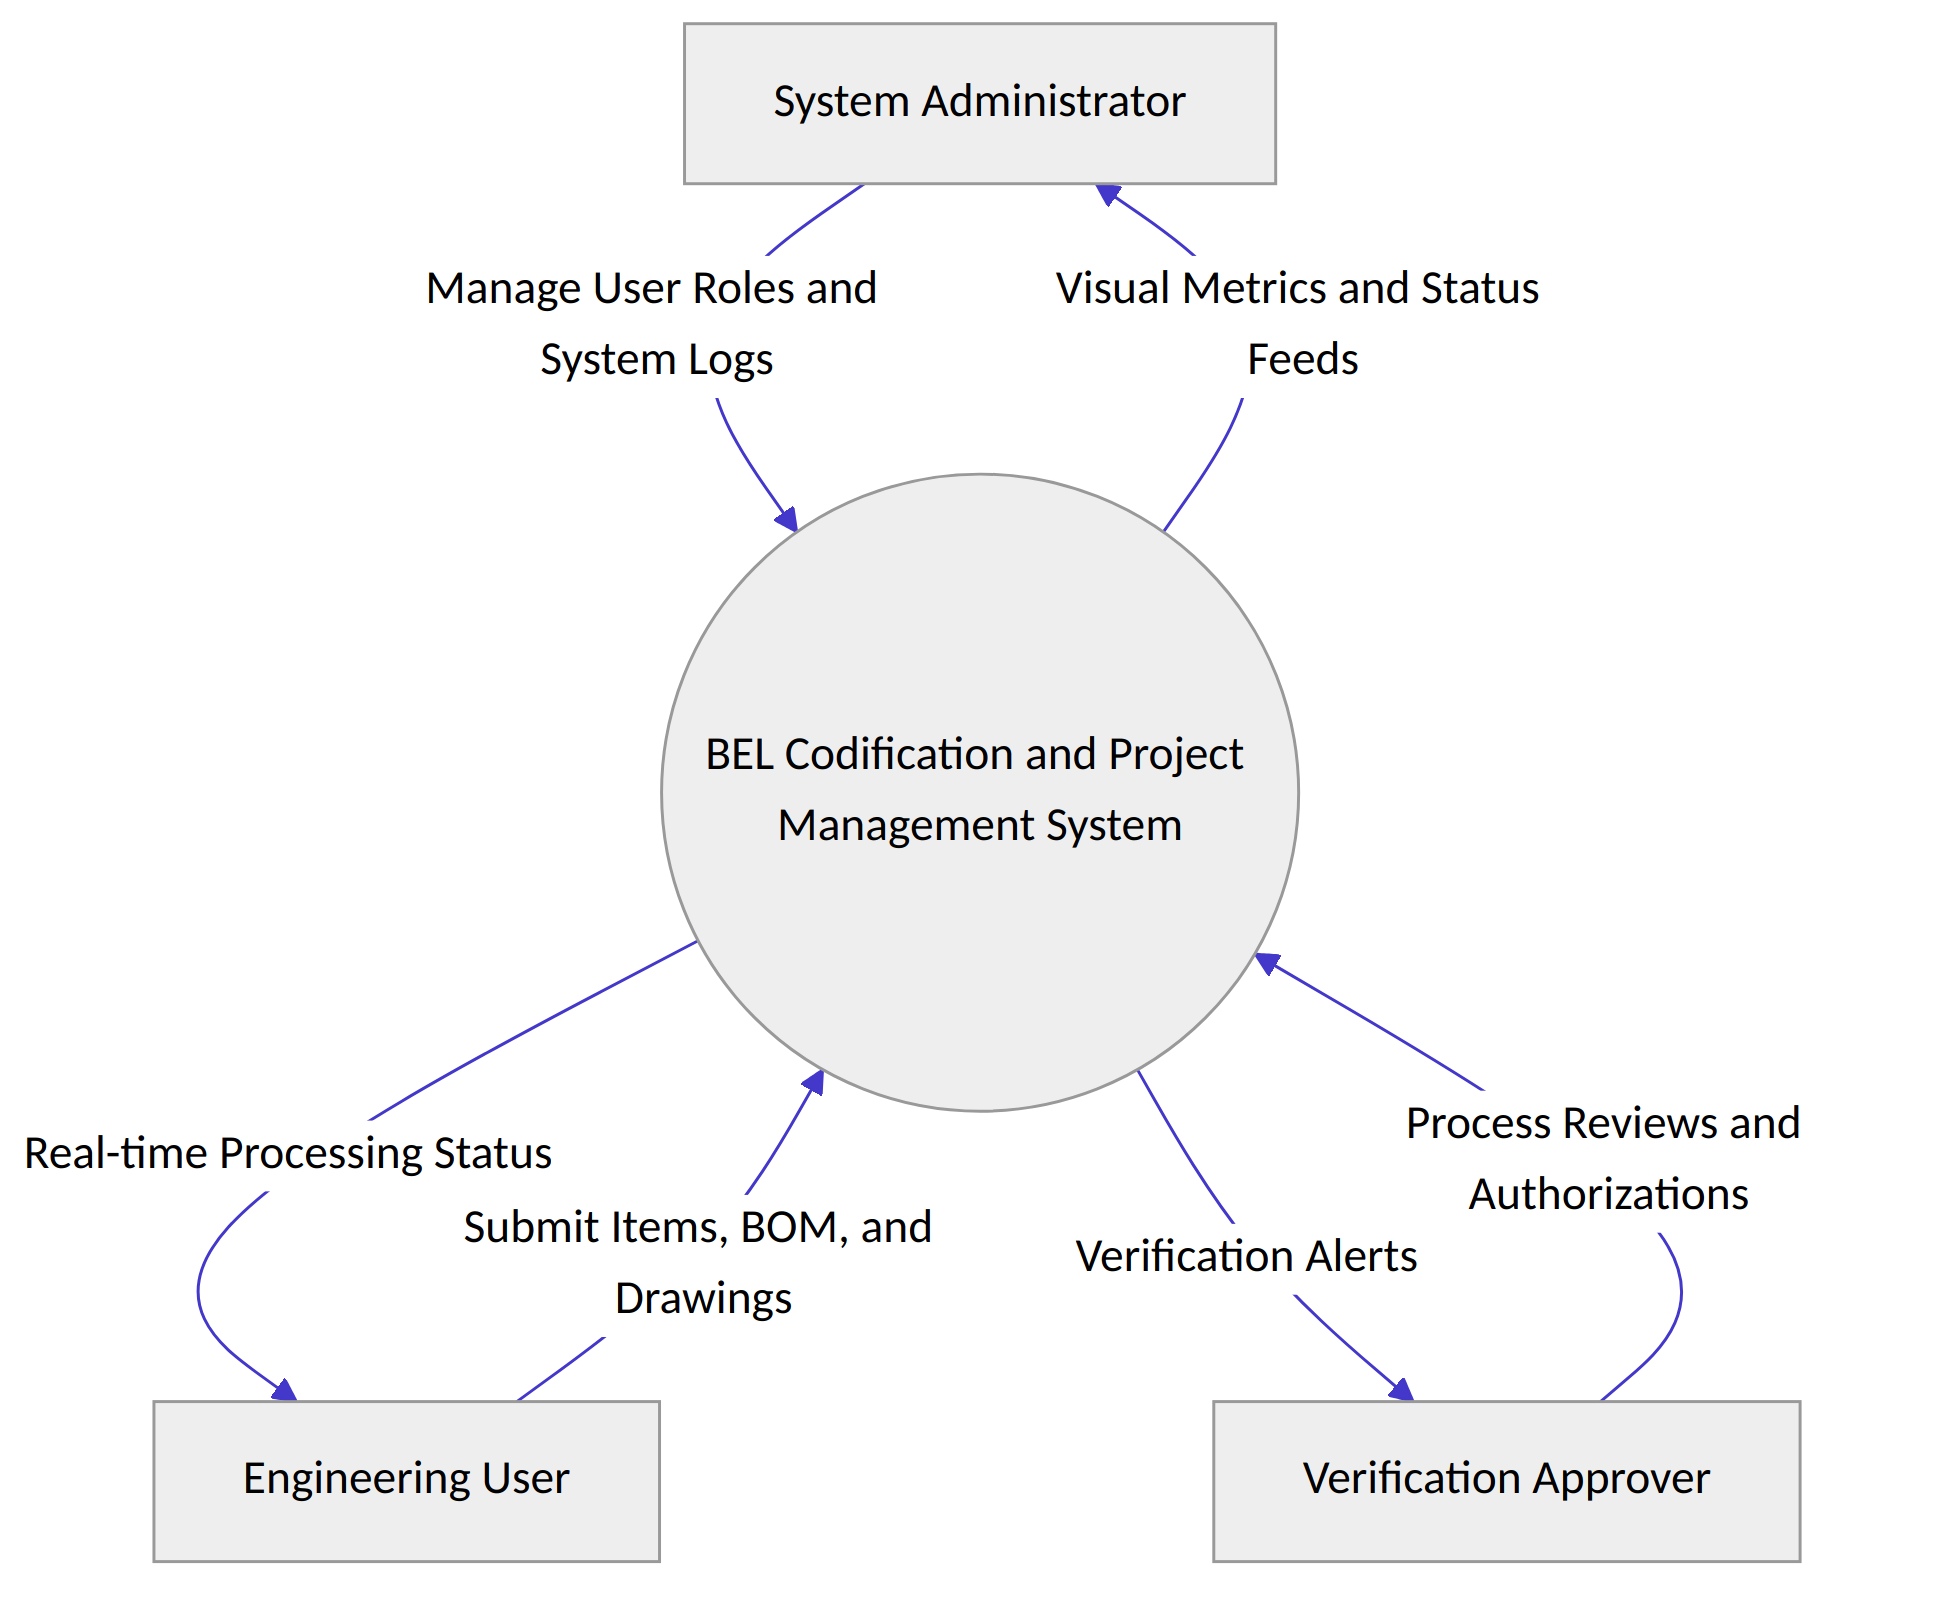 System Administrator
Manage User Roles and
System Logs
Visual Metrics and Status
Feeds
BEL Codification and Project
Management System
Real-time Processing Status
Submit Items, BOM, and
Drawings
Verification Alerts
Process Reviews and
Authorizations
Engineering User
Verification Approver